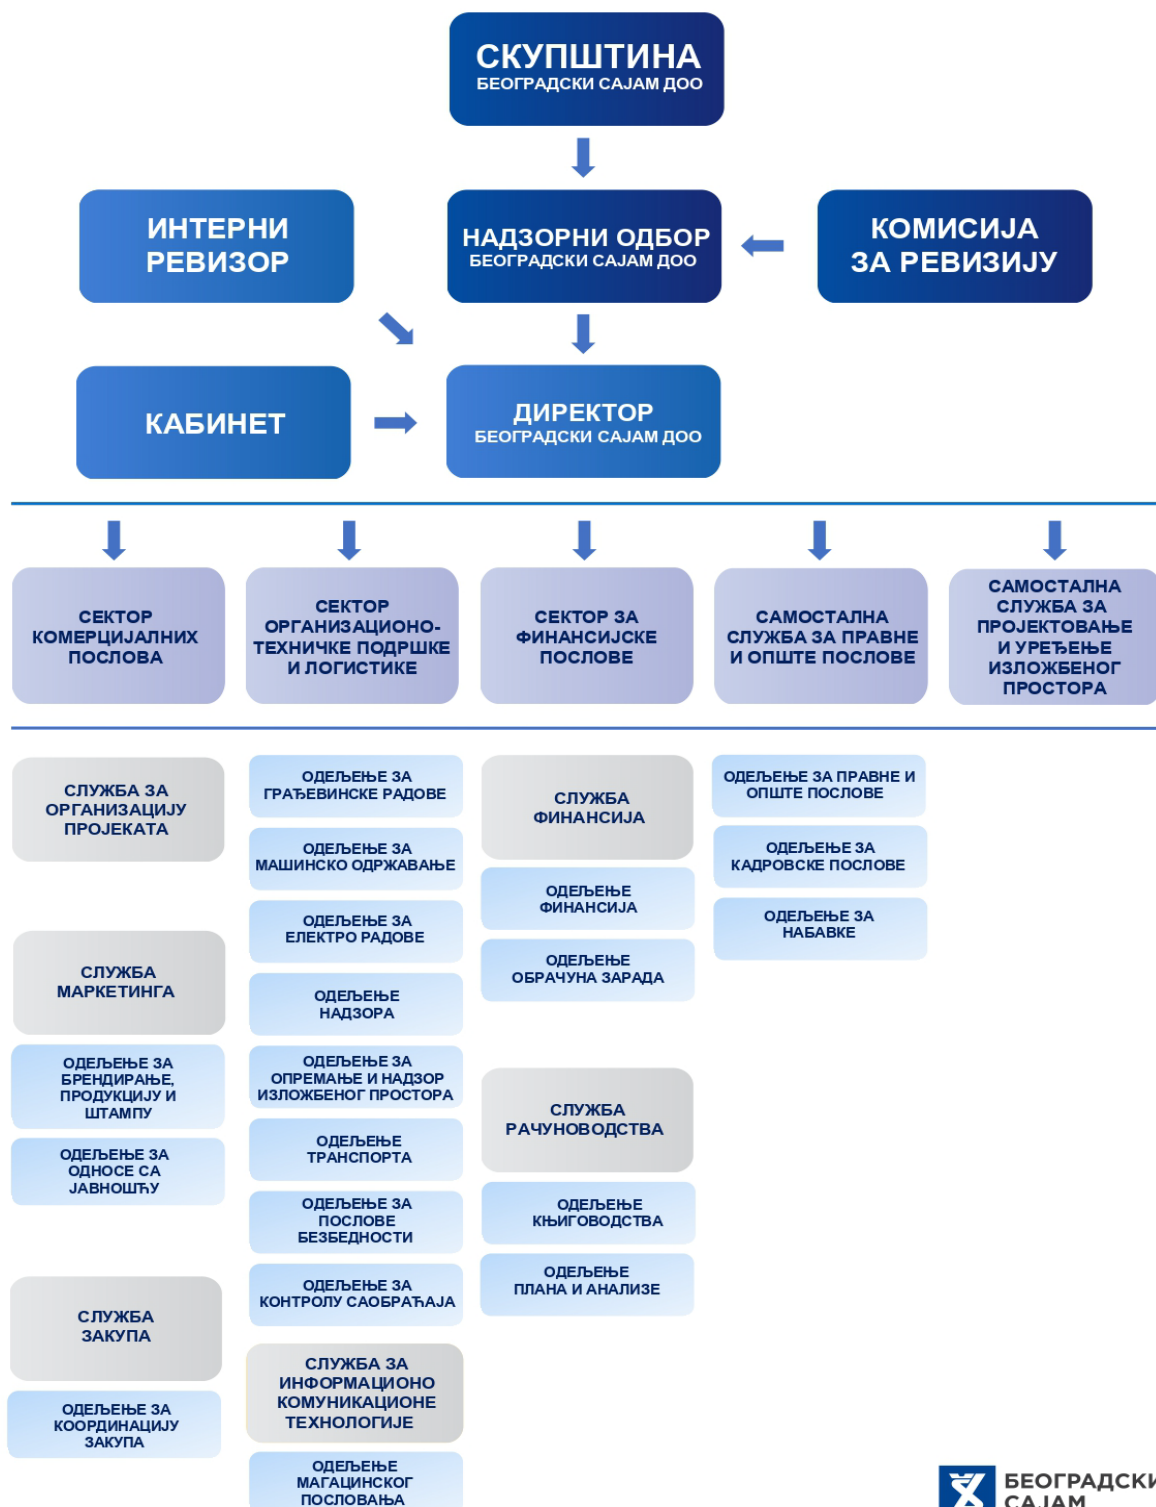 СКУПШТИНА
БЕОГРАДСКИ САЈАМ ДОО
ИНТЕРНИ
РЕВИЗОР
НАДЗОРНИ ОДБОР
БЕОГРАДСКИ САЈАМ ДОО
КОМИСИЈА
ЗА РЕВИЗИЈУ
КАБИНЕТ
ДИРЕКТОР
БЕОГРАДСКИ САЈАМ ДОО
СЕКТОР
КОМЕРЦИЈАЛНИХ
ПОСЛОВА
СЕКТОР
ОРГАНИЗАЦИОНО-
ТЕХНИЧКЕ ПОДРШКЕ
И ЛОГИСТИКЕ
СЕКТОР ЗА
ФИНАНСИЈСКЕ
ПОСЛОВЕ
САМОСТАЛНА
СЛУЖБА ЗА ПРАВНЕ
И ОПШТЕ ПОСЛОВЕ
САМОСТАЛНА
СЛУЖБА ЗА
ПРОЈЕКТОВАЊЕ
И УРЕЂЕЊЕ
ИЗЛОЖБЕНОГ
ПРОСТОРА
СЛУЖБА ЗА
ОРГАНИЗАЦИЈУ
ПРОЈЕКАТА
СЛУЖБА
МАРКЕТИНГА
ОДЕЉЕЊЕ ЗА
БРЕНДИРАЊЕ,
ПРОДУКЦИЈУ И
ШТАМПУ
ОДЕЉЕЊЕ ЗА
ОДНОСЕ СА
ЈАВНОШЋУ
СЛУЖБА
ЗАКУПА
ОДЕЉЕЊЕ ЗА
КООРДИНАЦИЈУ
ЗАКУПА
ОДЕЉЕЊЕ ЗА
ГРАЂЕВИНСКЕ РАДОВЕ
ОДЕЉЕЊЕ ЗА
МАШИНСКО ОДРЖАВАЊЕ
ОДЕЉЕЊЕ ЗА
ЕЛЕКТРО РАДОВЕ
ОДЕЉЕЊЕ
НАДЗОРА
ОДЕЉЕЊЕ ЗА
ОПРЕМАЊЕ И НАДЗОР
ИЗЛОЖБЕНОГ ПРОСТОРА
ОДЕЉЕЊЕ
ТРАНСПОРТА
ОДЕЉЕЊЕ ЗА
ПОСЛОВЕ
БЕЗБЕДНОСТИ
ОДЕЉЕЊЕ ЗА
КОНТРОЛУ САОБРАЋАЈА
СЛУЖБА ЗА
ИНФОРМАЦИОНО
КОМУНИКАЦИОНЕ
ТЕХНОЛОГИЈЕ
ОДЕЉЕЊЕ
МАГАЦИНСКОГ
ПОСЛОВАЊА
СЛУЖБА
ФИНАНСИЈА
ОДЕЉЕЊЕ
ФИНАНСИЈА
ОДЕЉЕЊЕ
ОБРАЧУНА ЗАРАДА
СЛУЖБА
РАЧУНОВОДСТВА
ОДЕЉЕЊЕ
КЊИГОВОДСТВА
ОДЕЉЕЊЕ
ПЛАНА И АНАЛИЗЕ
ОДЕЉЕЊЕ ЗА ПРАВНЕ И
ОПШТЕ ПОСЛОВЕ
ОДЕЉЕЊЕ ЗА
КАДРОВСКЕ ПОСЛОВЕ
ОДЕЉЕЊЕ ЗА
НАБАВКЕ
БЕОГРАДСКИ
САЈАМ